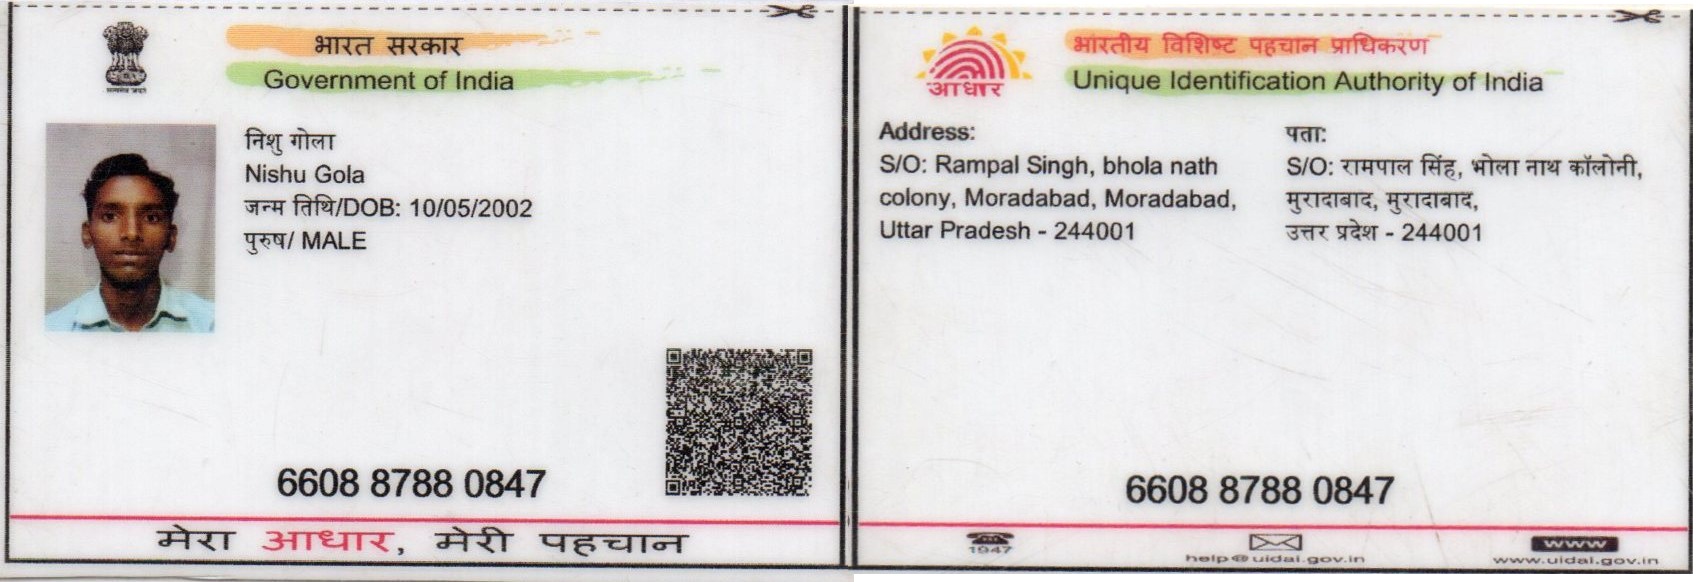 भारत सरकार
Government of India
निशु गोला
Nishu Gola
जन्म तिथि/DOB: 10/05/2002
पुरुष/ MALE
6608 8788 0847
मेरा आधार, मेरी पहचान
भारतीय विशिष्ट पहचान प्राधिकरण
Unique Identification Authority of India
आधार
Address:
S/O: Rampal Singh, bhola nath
colony, Moradabad, Moradabad,
Uttar Pradesh - 244001
पता:
S/O: रामपाल सिंह, भोला नाथ कॉलोनी,
मुरादाबाद, मुरादाबाद,
उत्तर प्रदेश - 244001
6608 8788 0847
1947
help@uidai.gov.in
www
www.uidai.gov.in